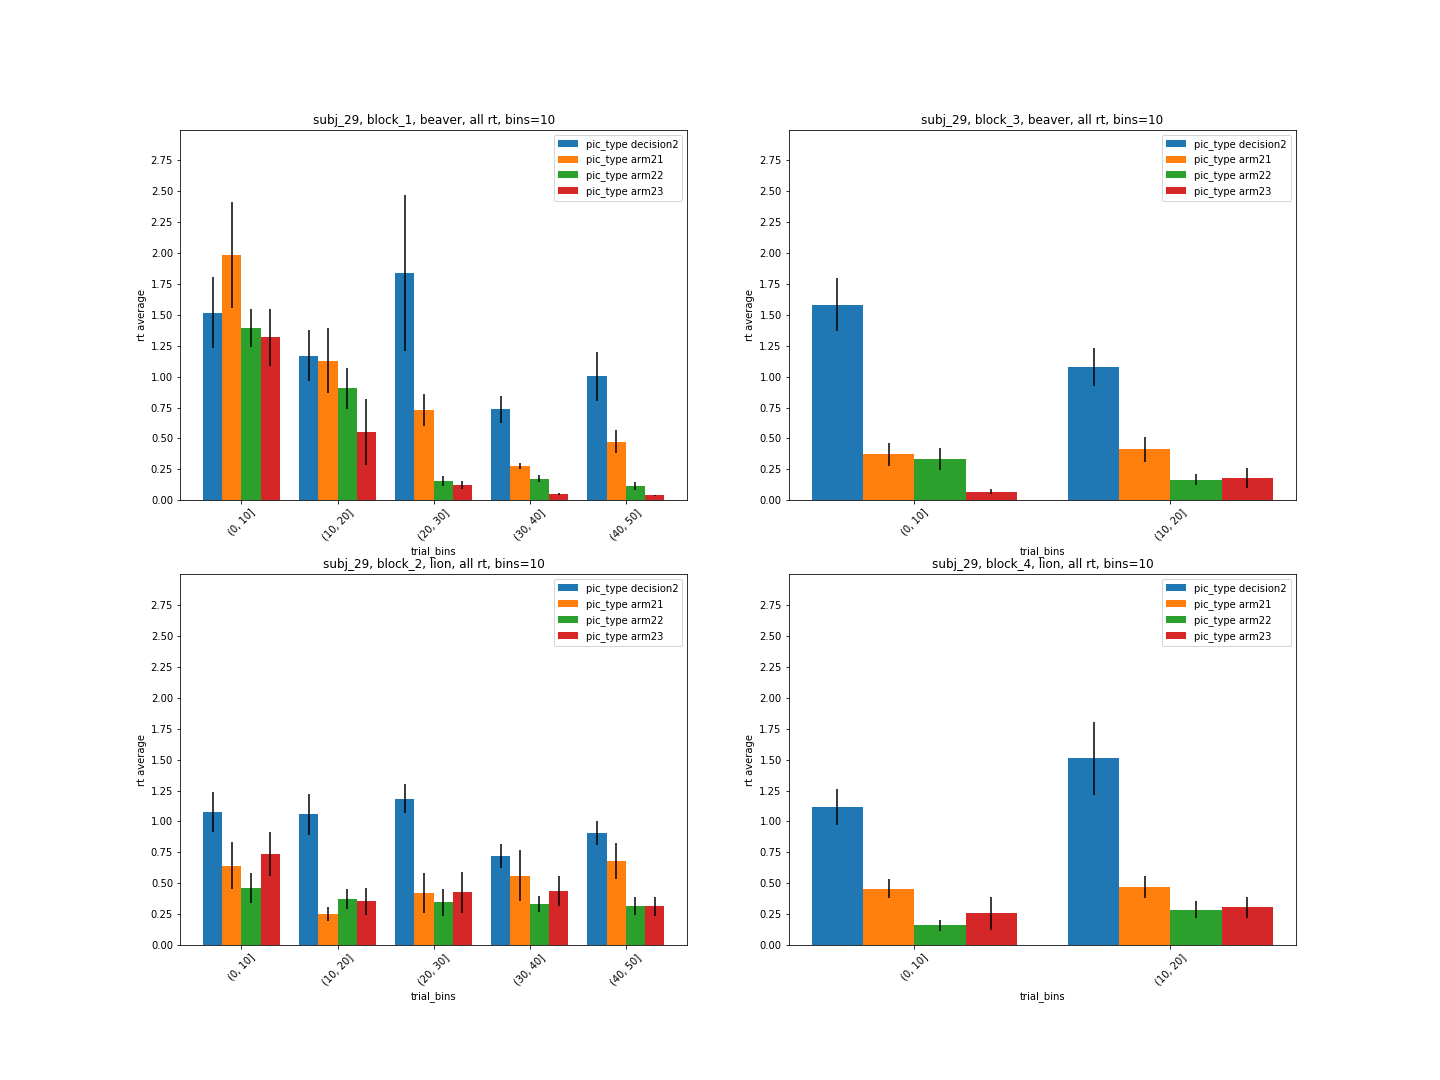 subj_29, block_1, beaver, all rt, bins=10
pic_type decision2
pic_type arm21
pic_type arm22
pic_type arm23
2.75
2.50
2.25
2.00
1.75
1.50
1.25
1.00
0.75
0.50
0.25
0.00
rt average
(0, 10]
(10, 20]
(20, 30]
(30, 40]
(40, 50]
trial_bins
subj_29, block_3, beaver, all rt, bins=10
pic_type decision2
pic_type arm21
pic_type arm22
pic_type arm23
2.75
2.50
2.25
2.00
1.75
1.50
1.25
1.00
0.75
0.50
0.25
0.00
rt average
(0, 10]
(10, 20]
trial_bins
subj_29, block_2, lion, all rt, bins=10
pic_type decision2
pic_type arm21
pic_type arm22
pic_type arm23
2.75
2.50
2.25
2.00
1.75
1.50
1.25
1.00
0.75
0.50
0.25
0.00
rt average
(0, 10]
(10, 20]
(20, 30]
(30, 40]
(40, 50]
trial_bins
subj_29, block_4, lion, all rt, bins=10
pic_type decision2
pic_type arm21
pic_type arm22
pic_type arm23
2.75
2.50
2.25
2.00
1.75
1.50
1.25
1.00
0.75
0.50
0.25
0.00
rt average
(0, 10]
(10, 20]
trial_bins